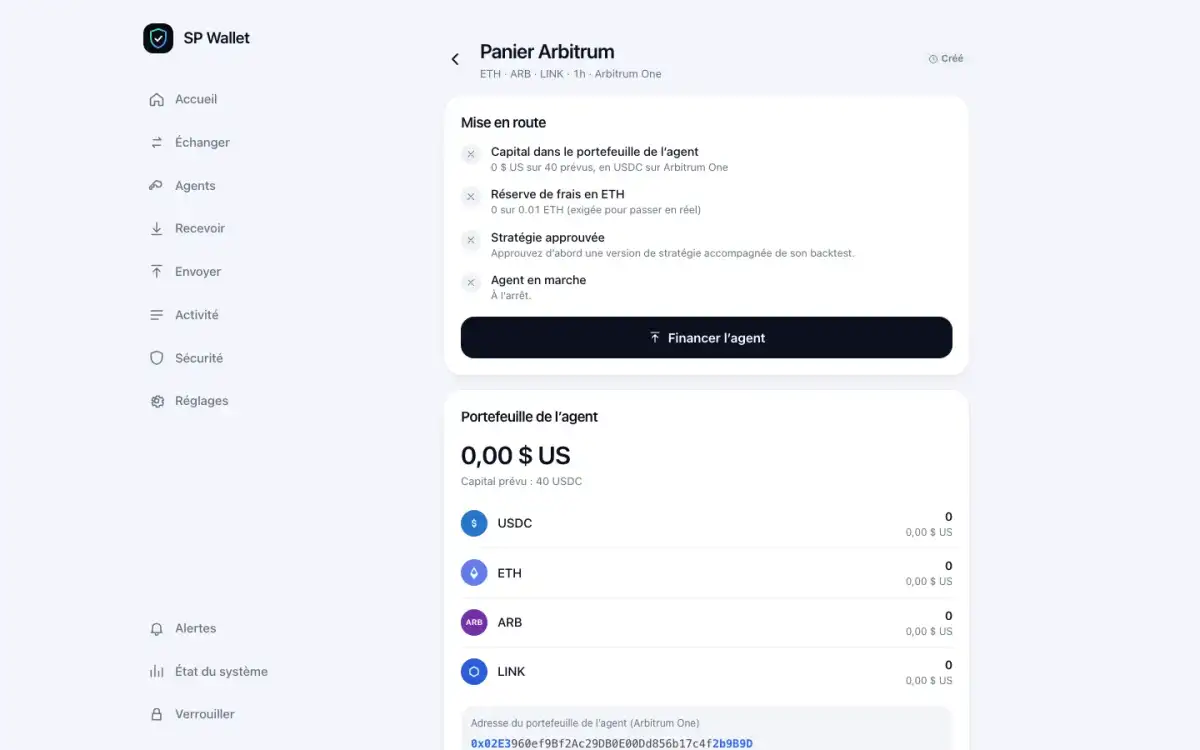 SP Wallet
Accueil
Échanger
Agents
Recevoir
Envoyer
Activité
Sécurité
Réglages
Alertes
État du système
Verrouiller
Panier Arbitrum
ETH · ARB · LINK · 1h · Arbitrum One
Créé
Mise en route
Capital dans le portefeuille de l’agent
0 $ US sur 40 prévus, en USDC sur Arbitrum One
Réserve de frais en ETH
0 sur 0.01 ETH (exigée pour passer en réel)
Stratégie approuvée
Approuvez d'abord une version de stratégie accompagnée de son backtest.
Agent en marche
À l'arrêt.
Financer l’agent
Portefeuille de l’agent
0,00 $ US
Capital prévu : 40 USDC
$
USDC
0
0,00 $ US
ETH
0
0,00 $ US
ARB
ARB
0
0,00 $ US
LINK
0
0,00 $ US
Adresse du portefeuille de l’agent (Arbitrum One)
0x02E3960ef9Bf2Ac29DB0E00Dd856b17c4f2b9B9D